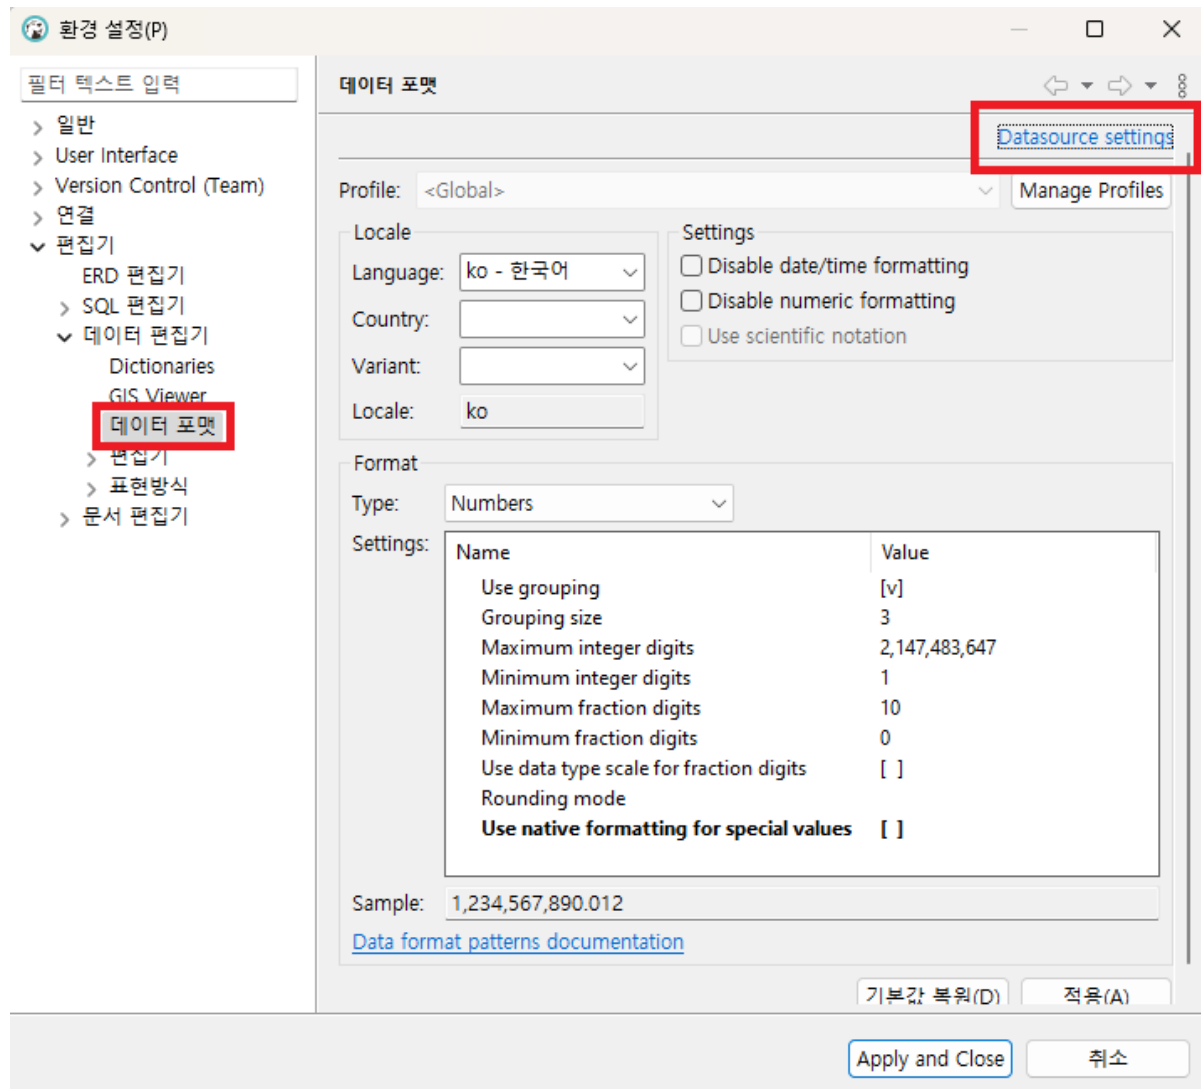 환경 설정(P)
필터 텍스트 입력
일반
User Interface
Version Control (Team)
연결
편집기
ERD 편집기
SQL 편집기
데이터 편집기
Dictionaries
GIS Viewer
데이터 포맷
편집기
표현방식
문서 편집기
데이터 포맷
Datasource settings
Profile: <Global> Manage Profiles
Locale
Language: ko - 한국어
Country:
Variant:
Locale: ko
Settings
Disable date/time formatting
Disable numeric formatting
Use scientific notation
Format
Type: Numbers
Settings:
Name Value
Use grouping [v]
Grouping size 3
Maximum integer digits 2,147,483,647
Minimum integer digits 1
Maximum fraction digits 10
Minimum fraction digits 0
Use data type scale for fraction digits [ ]
Rounding mode
Use native formatting for special values [ ]
Sample: 1,234,567,890.012
Data format patterns documentation
기본값 복원(D) 적용(A)
Apply and Close 취소